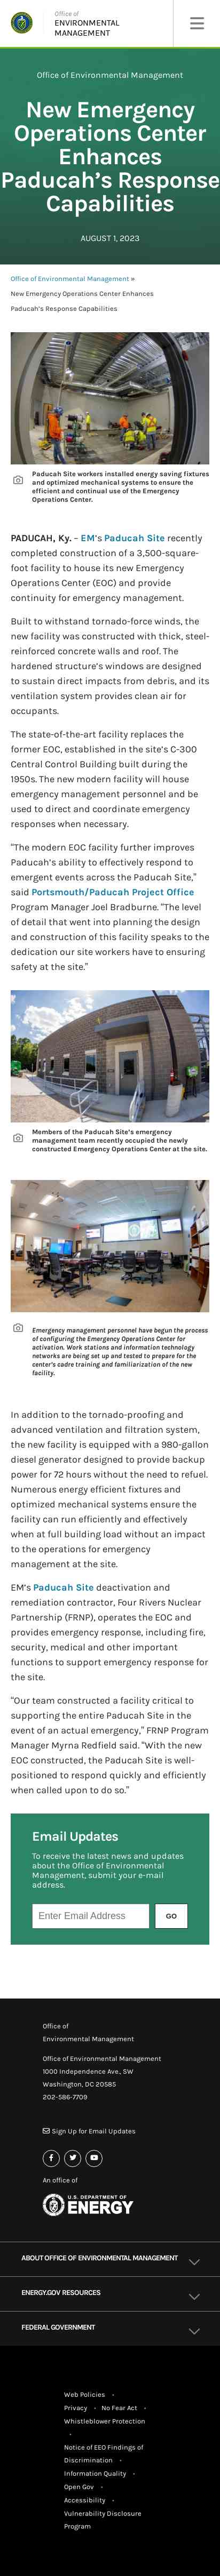 Office of
ENVIRONMENTAL
MANAGEMENT
Office of Environmental Management
New Emergency
Operations Center
Enhances
Paducah’s Response
Capabilities
AUGUST 1, 2023
Office of Environmental Management »
New Emergency Operations Center Enhances
Paducah’s Response Capabilities
Paducah Site workers installed energy saving fixtures
and optimized mechanical systems to ensure the
efficient and continual use of the Emergency
Operations Center.
PADUCAH, Ky. – EM’s Paducah Site recently
completed construction of a 3,500-square-
foot facility to house its new Emergency
Operations Center (EOC) and provide
continuity for emergency management.
Built to withstand tornado-force winds, the
new facility was constructed with thick, steel-
reinforced concrete walls and roof. The
hardened structure’s windows are designed
to sustain direct impacts from debris, and its
ventilation system provides clean air for
occupants.
The state-of-the-art facility replaces the
former EOC, established in the site’s C-300
Central Control Building built during the
1950s. The new modern facility will house
emergency management personnel and be
used to direct and coordinate emergency
responses when necessary.
“The modern EOC facility further improves
Paducah’s ability to effectively respond to
emergent events across the Paducah Site,”
said Portsmouth/Paducah Project Office
Program Manager Joel Bradburne. “The level
of detail that went into planning the design
and construction of this facility speaks to the
dedication our site workers have to ensuring
safety at the site.”
Members of the Paducah Site’s emergency
management team recently occupied the newly
constructed Emergency Operations Center at the site.
Emergency management personnel have begun the process
of configuring the Emergency Operations Center for
activation. Work stations and information technology
networks are being set up and tested to prepare for the
center’s cadre training and familiarization of the new
facility.
In addition to the tornado-proofing and
advanced ventilation and filtration system,
the new facility is equipped with a 980-gallon
diesel generator designed to provide backup
power for 72 hours without the need to refuel.
Numerous energy efficient fixtures and
optimized mechanical systems ensure the
facility can run efficiently and effectively
when at full building load without an impact
to the operations for emergency
management at the site.
EM’s Paducah Site deactivation and
remediation contractor, Four Rivers Nuclear
Partnership (FRNP), operates the EOC and
provides emergency response, including fire,
security, medical and other important
functions to support emergency response for
the site.
“Our team constructed a facility critical to
supporting the entire Paducah Site in the
event of an actual emergency,” FRNP Program
Manager Myrna Redfield said. “With the new
EOC constructed, the Paducah Site is well-
positioned to respond quickly and efficiently
when called upon to do so.”
Email Updates
To receive the latest news and updates
about the Office of Environmental
Management, submit your e-mail
address.
Enter Email Address GO
Office of
Environmental Management
Office of Environmental Management
1000 Independence Ave., SW
Washington, DC 20585
202-586-7709
Sign Up for Email Updates
An office of
U.S. DEPARTMENT OF
ENERGY
ABOUT OFFICE OF ENVIRONMENTAL MANAGEMENT
ENERGY.GOV RESOURCES
FEDERAL GOVERNMENT
Web Policies •
Privacy • No Fear Act •
Whistleblower Protection
•
Notice of EEO Findings of
Discrimination •
Information Quality •
Open Gov •
Accessibility •
Vulnerability Disclosure
Program